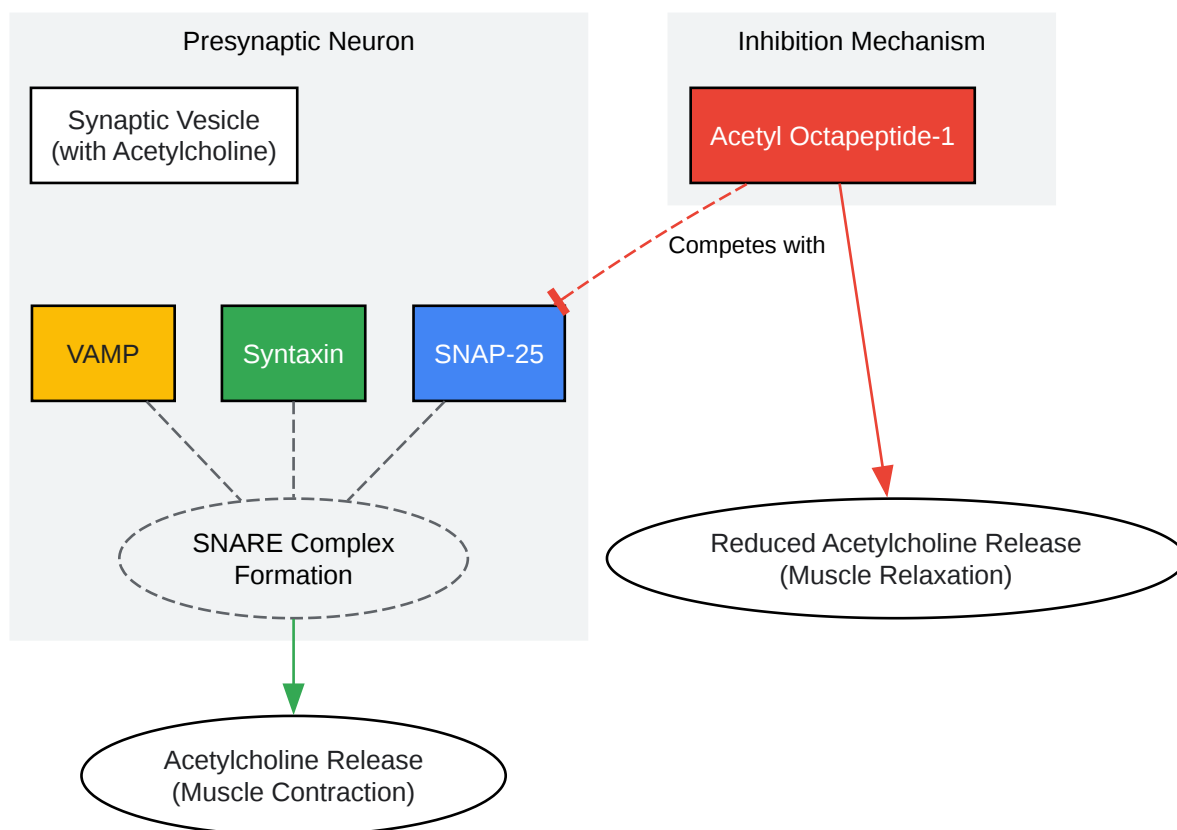 Presynaptic Neuron
Inhibition Mechanism
Synaptic Vesicle
(with Acetylcholine)
Acetyl Octapeptide-1
Competes with
VAMP
Syntaxin
SNAP-25
SNARE Complex
Formation
Reduced Acetylcholine Release
(Muscle Relaxation)
Acetylcholine Release
(Muscle Contraction)